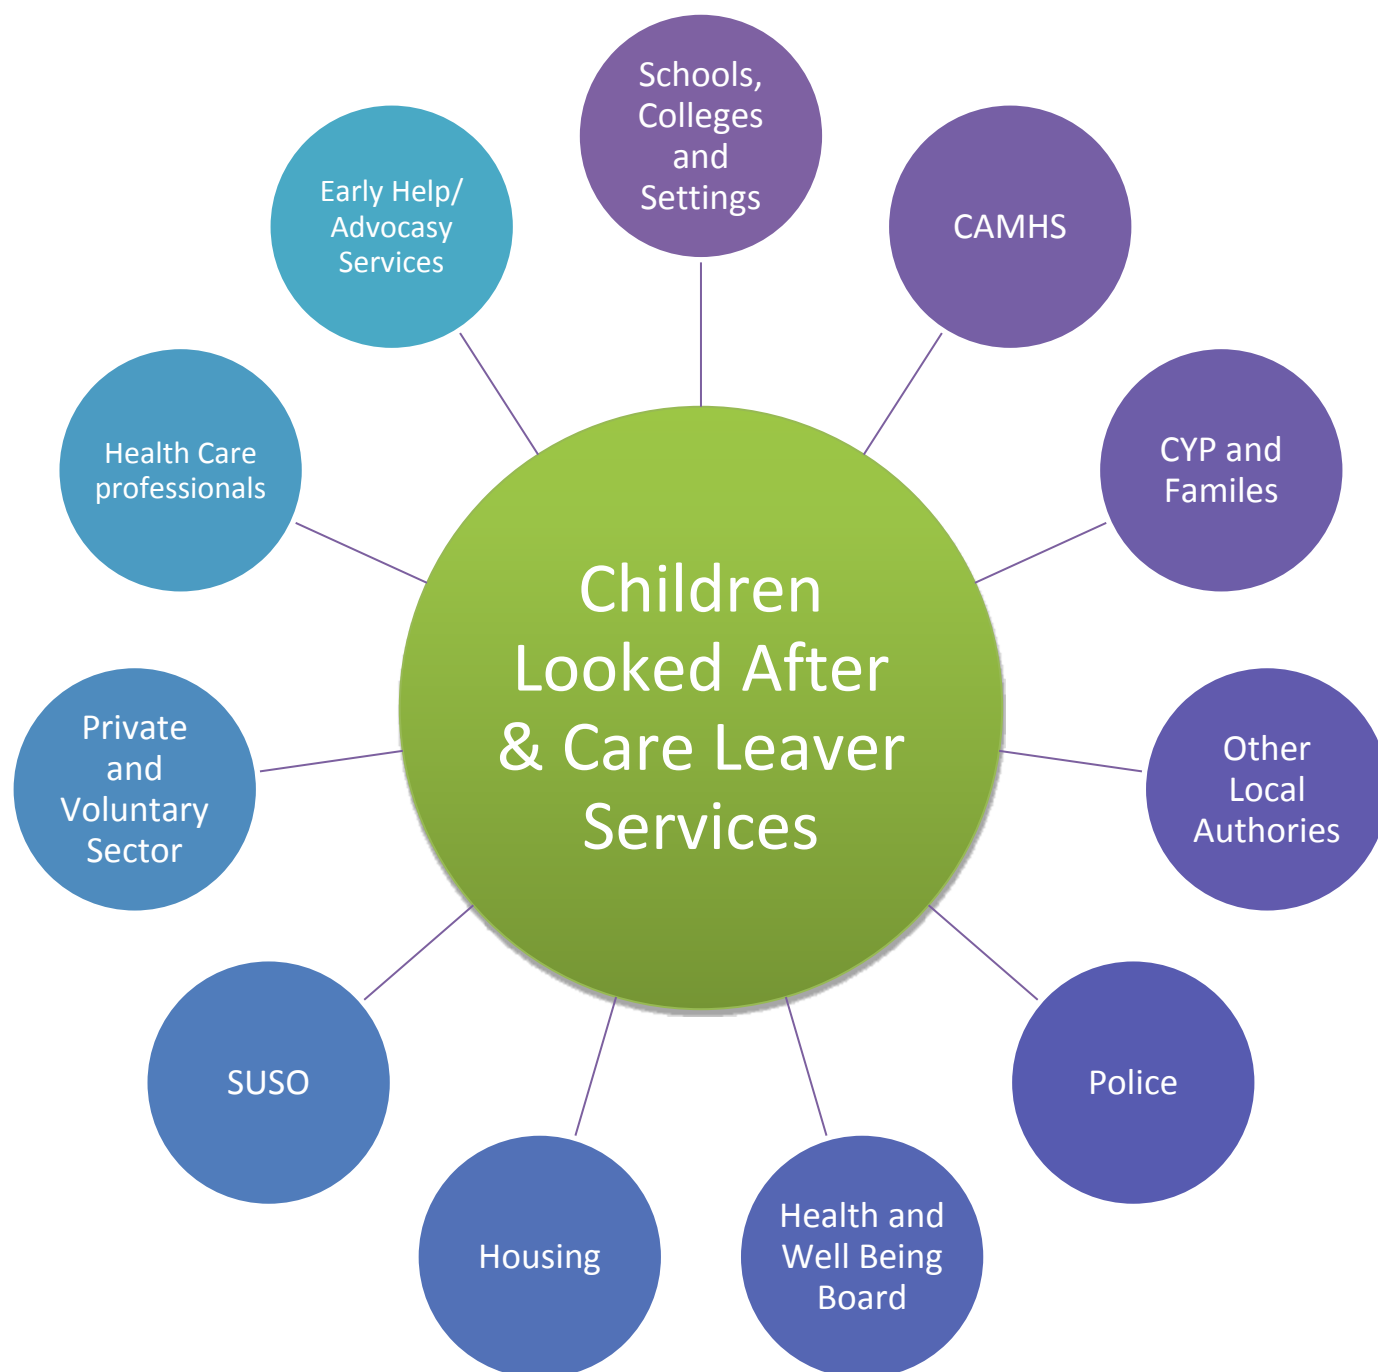 Schools,
Colleges
and
Settings
CAMHS
CYP and
Familes
Other
Local
Authories
Police
Health and
Well Being
Board
Housing
SUSO
Private
and
Voluntary
Sector
Health Care
professionals
Early Help/
Advocasy
Services
Children
Looked After
& Care Leaver
Services